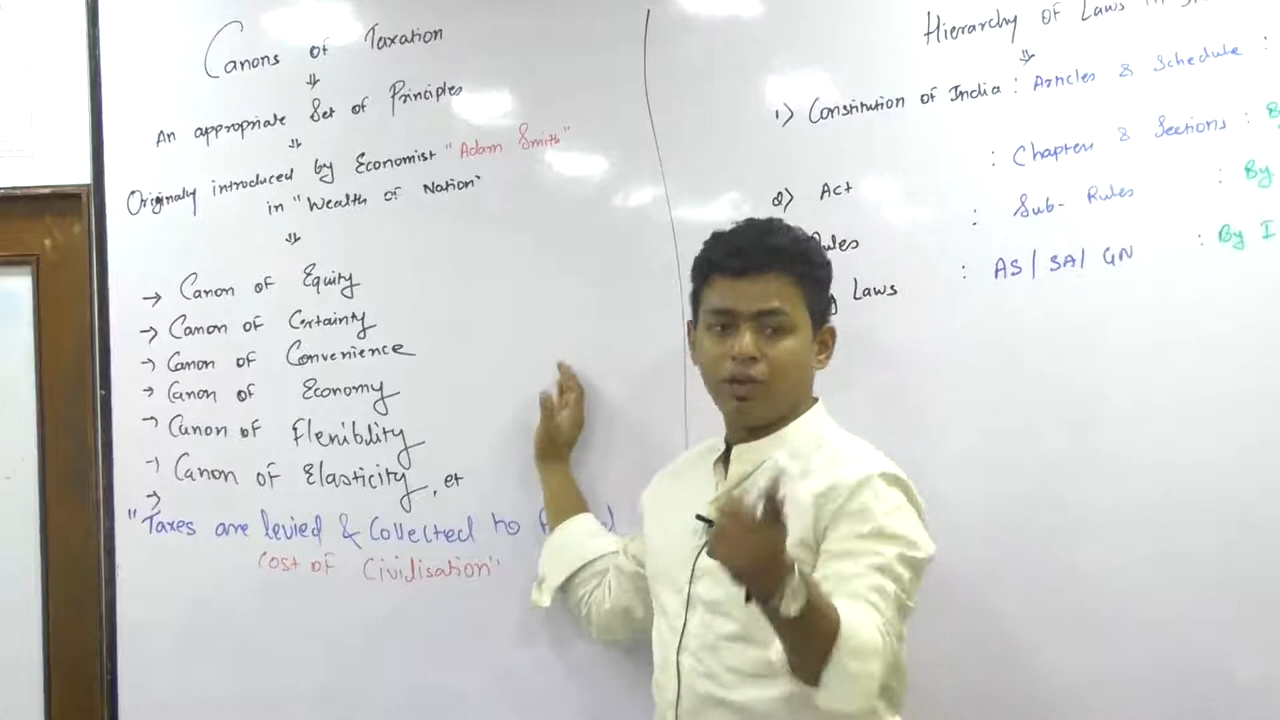 Canons of Taxation
⇓
An appropriate Set of Principles
⇓
Originally introduced by Economist "Adam Smith"
in "Wealth of Nation"
⇓
→ Canon of Equity
→ Canon of Certainty
→ Canon of Convenience
→ Canon of Economy
→ Canon of Flenibility
→ Canon of Elasticity, et
→
"Taxes are levied & Collected to
Cost of Civilisation"
Hierarchy of Laws in
⇓
1) Constitution of India : Articles & Schedule :
2) Act : Chapters & Sections :
Rules : Sub-Rules : By
Laws : AS / SA / GN : By I